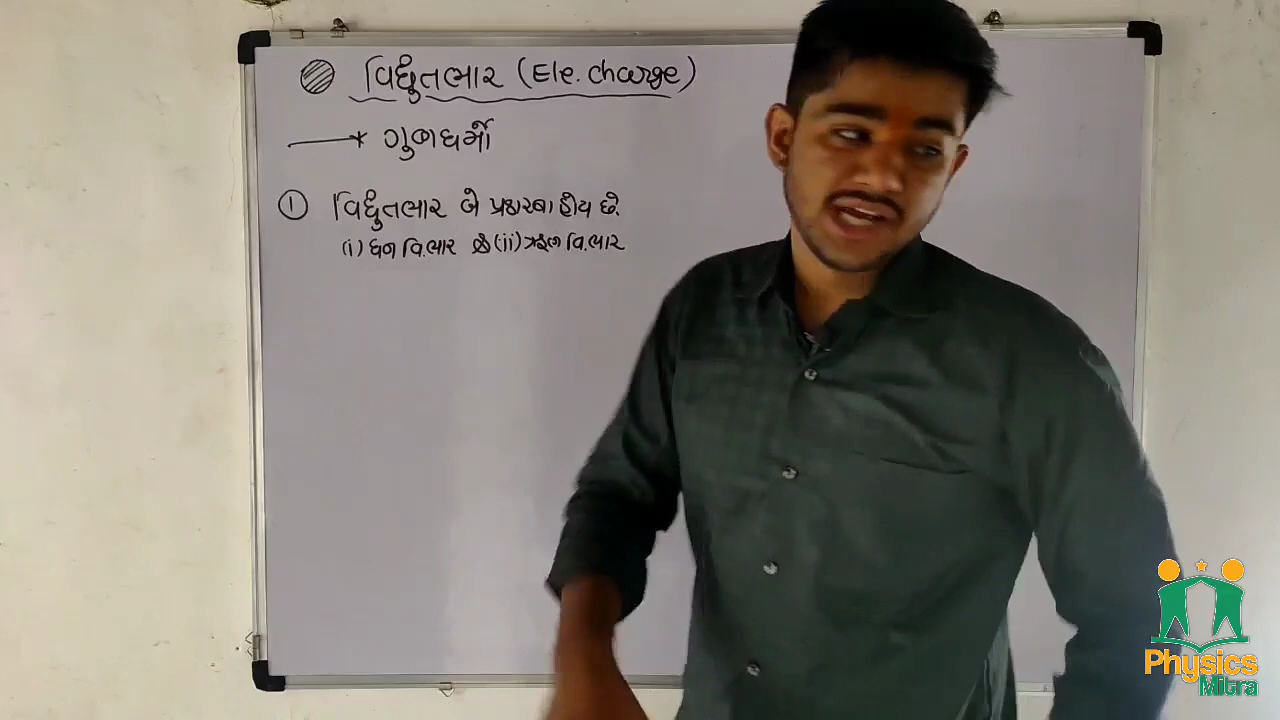 વિદ્યુતભાર (Ele. charge)
ગુણધર્મો
① વિદ્યુતભાર બે પ્રકારના હોય છે.
(i) ધન વિ.ભાર (ii) ઋણ વિ.ભાર
Physics
Mitra